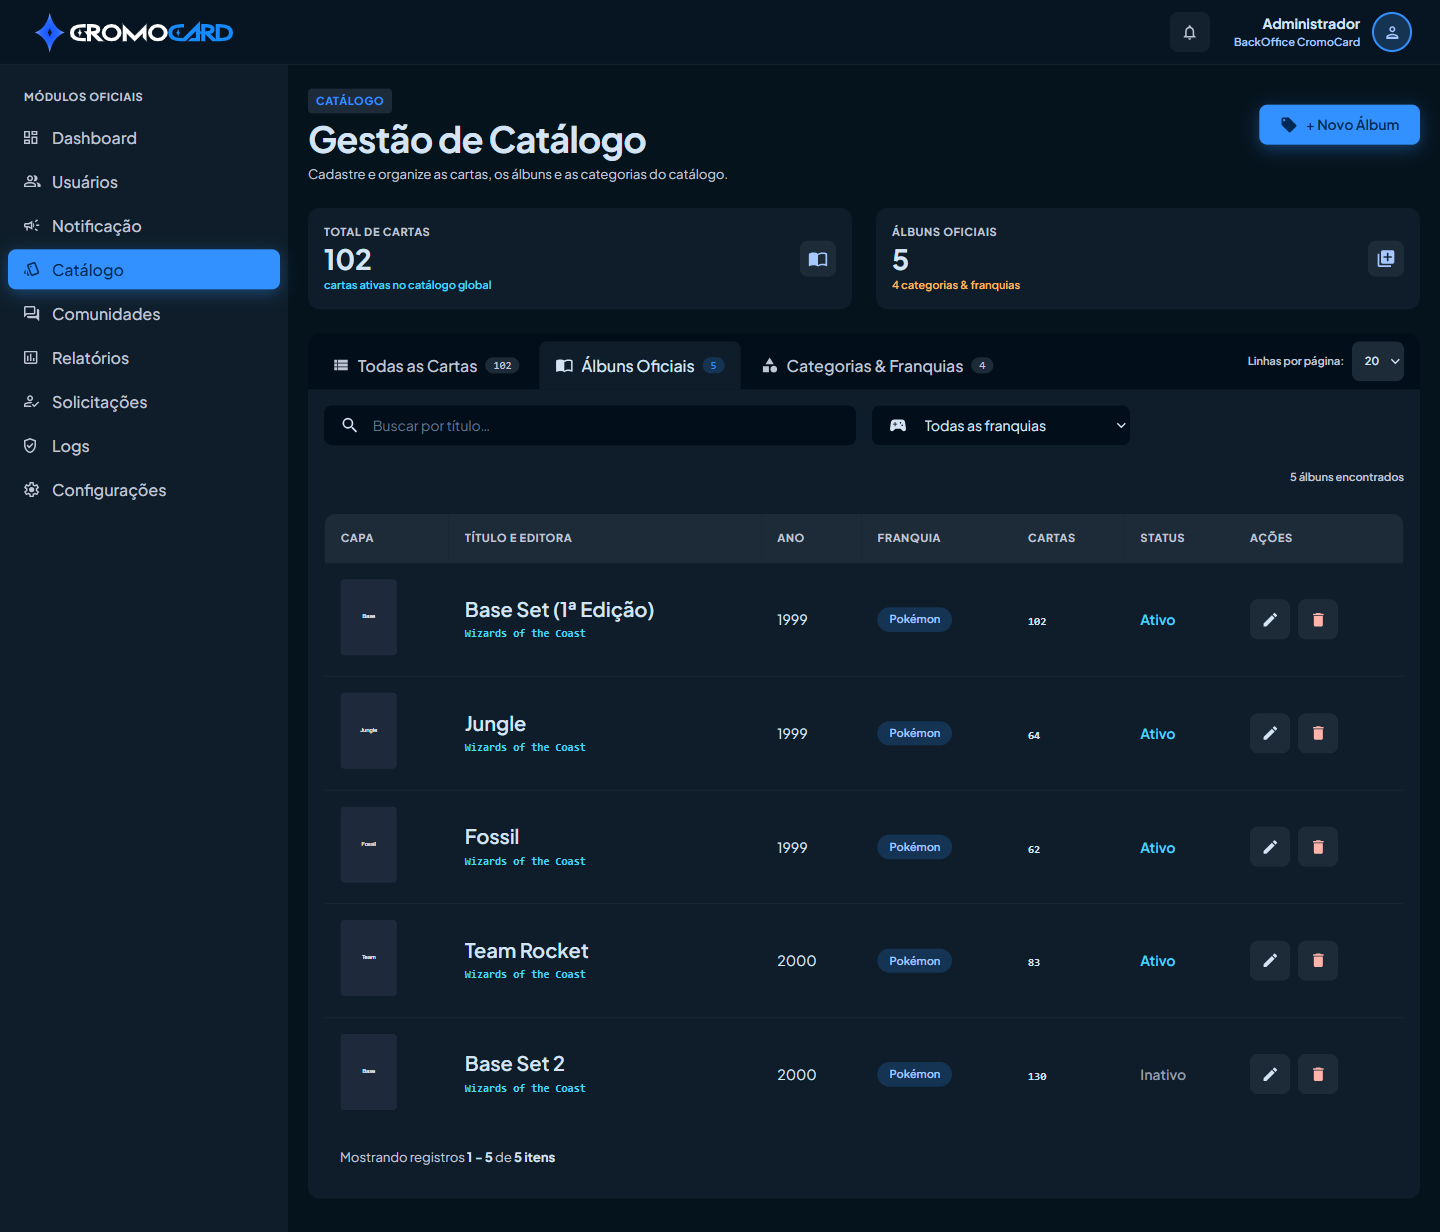 CROMOCARD
Administrador
BackOffice CromoCard
MÓDULOS OFICIAIS
Dashboard
Usuários
Notificação
Catálogo
Comunidades
Relatórios
Solicitações
Logs
Configurações
CATÁLOGO
Gestão de Catálogo
Cadastre e organize as cartas, os álbuns e as categorias do catálogo.
+ Novo Álbum
TOTAL DE CARTAS
102
cartas ativas no catálogo global
ÁLBUNS OFICIAIS
5
4 categorias & franquias
Todas as Cartas 102
Álbuns Oficiais 5
Categorias & Franquias 4
Linhas por página: 20
Buscar por título...
Todas as franquias
5 álbuns encontrados
CAPA TÍTULO E EDITORA ANO FRANQUIA CARTAS STATUS AÇÕES
Base
Base Set (1ª Edição)
Wizards of the Coast
1999 Pokémon 102 Ativo
Jungle
Jungle
Wizards of the Coast
1999 Pokémon 64 Ativo
Fossil
Fossil
Wizards of the Coast
1999 Pokémon 62 Ativo
Team
Team Rocket
Wizards of the Coast
2000 Pokémon 83 Ativo
Base
Base Set 2
Wizards of the Coast
2000 Pokémon 130 Inativo
Mostrando registros 1 - 5 de 5 itens